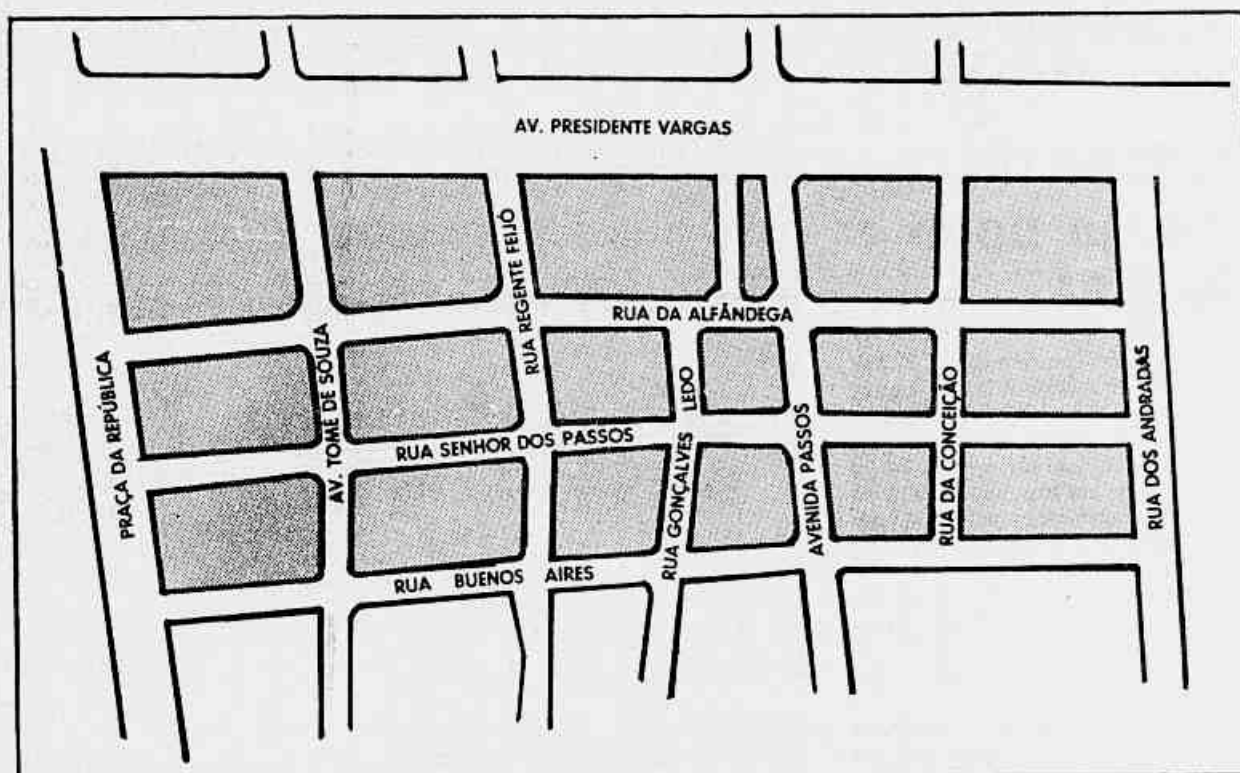 AV. PRESIDENTE VARGAS
RUA REGENTE FEIJÓ
RUA DA ALFÂNDEGA
PRAÇA DA REPÚBLICA
AV. TOMÉ DE SOUZA
RUA GONÇALVES LEDO
AVENIDA PASSOS
RUA DA CONCEIÇÃO
RUA DOS ANDRADAS
RUA SENHOR DOS PASSOS
RUA BUENOS AIRES